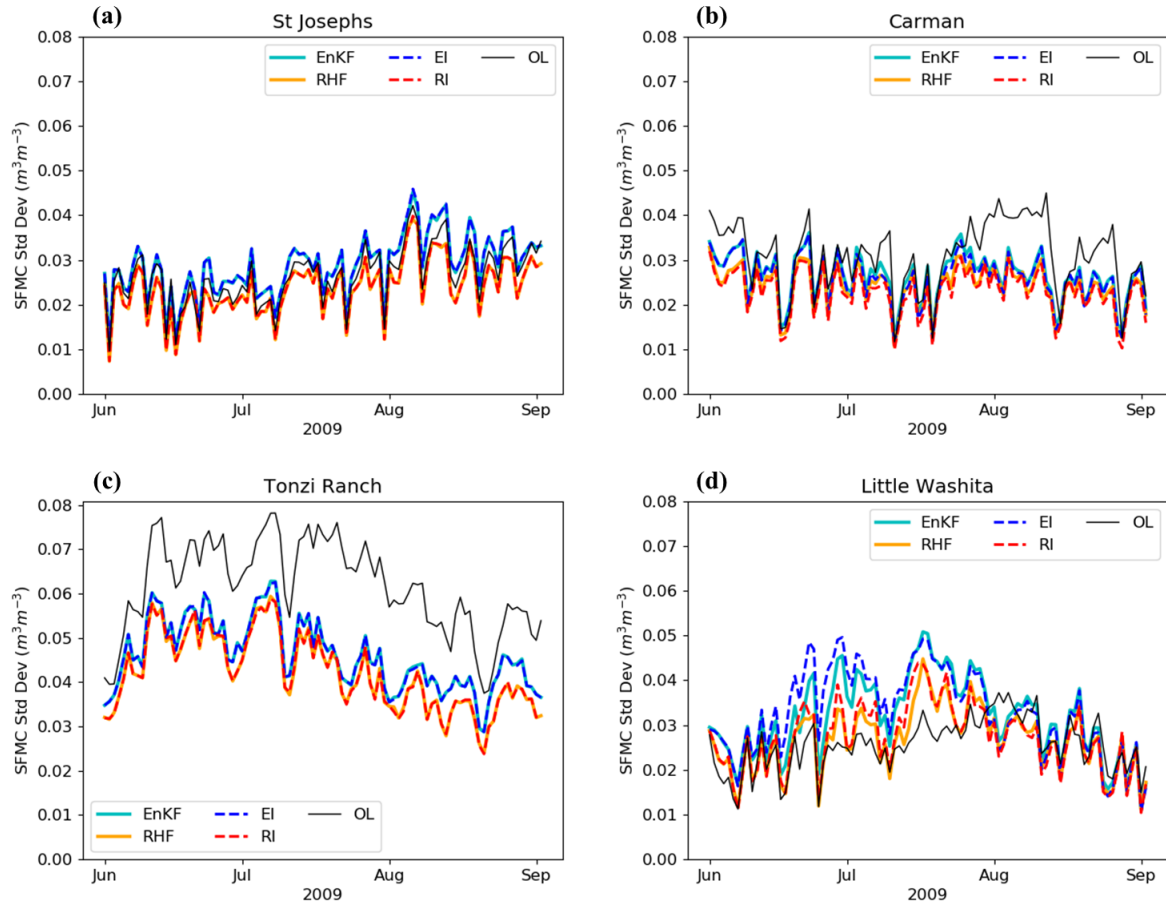 (a)
St Josephs
0.08
0.07
0.06
0.05
0.04
0.03
0.02
0.01
0.00
SFMC Std Dev (m³m⁻³)
EnKF EI OL
RHF RI
Jun Jul Aug Sep
2009
(b)
Carman
0.08
0.07
0.06
0.05
0.04
0.03
0.02
0.01
0.00
SFMC Std Dev (m³m⁻³)
EnKF EI OL
RHF RI
Jun Jul Aug Sep
2009
(c)
Tonzi Ranch
0.08
0.07
0.06
0.05
0.04
0.03
0.02
0.01
0.00
SFMC Std Dev (m³m⁻³)
EnKF EI OL
RHF RI
Jun Jul Aug Sep
2009
(d)
Little Washita
0.08
0.07
0.06
0.05
0.04
0.03
0.02
0.01
0.00
SFMC Std Dev (m³m⁻³)
EnKF EI OL
RHF RI
Jun Jul Aug Sep
2009